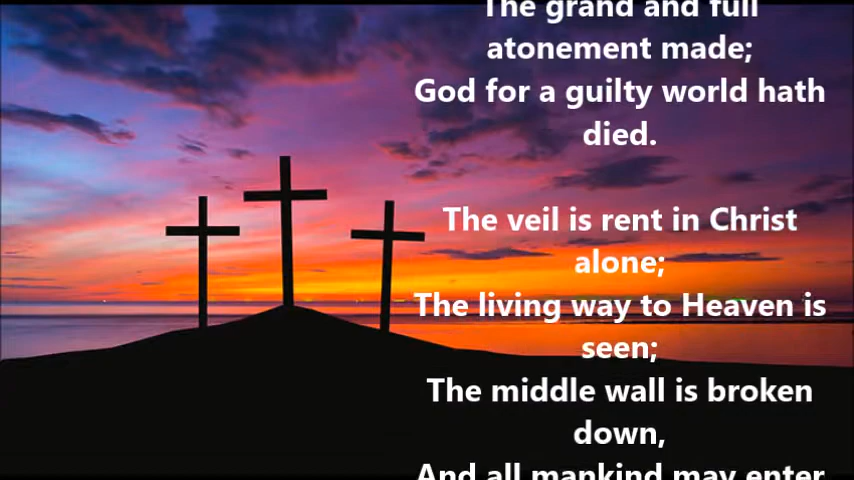 The grand and full
atonement made;
God for a guilty world hath
died.
The veil is rent in Christ
alone;
The living way to Heaven is
seen;
The middle wall is broken
down,
And all mankind may enter